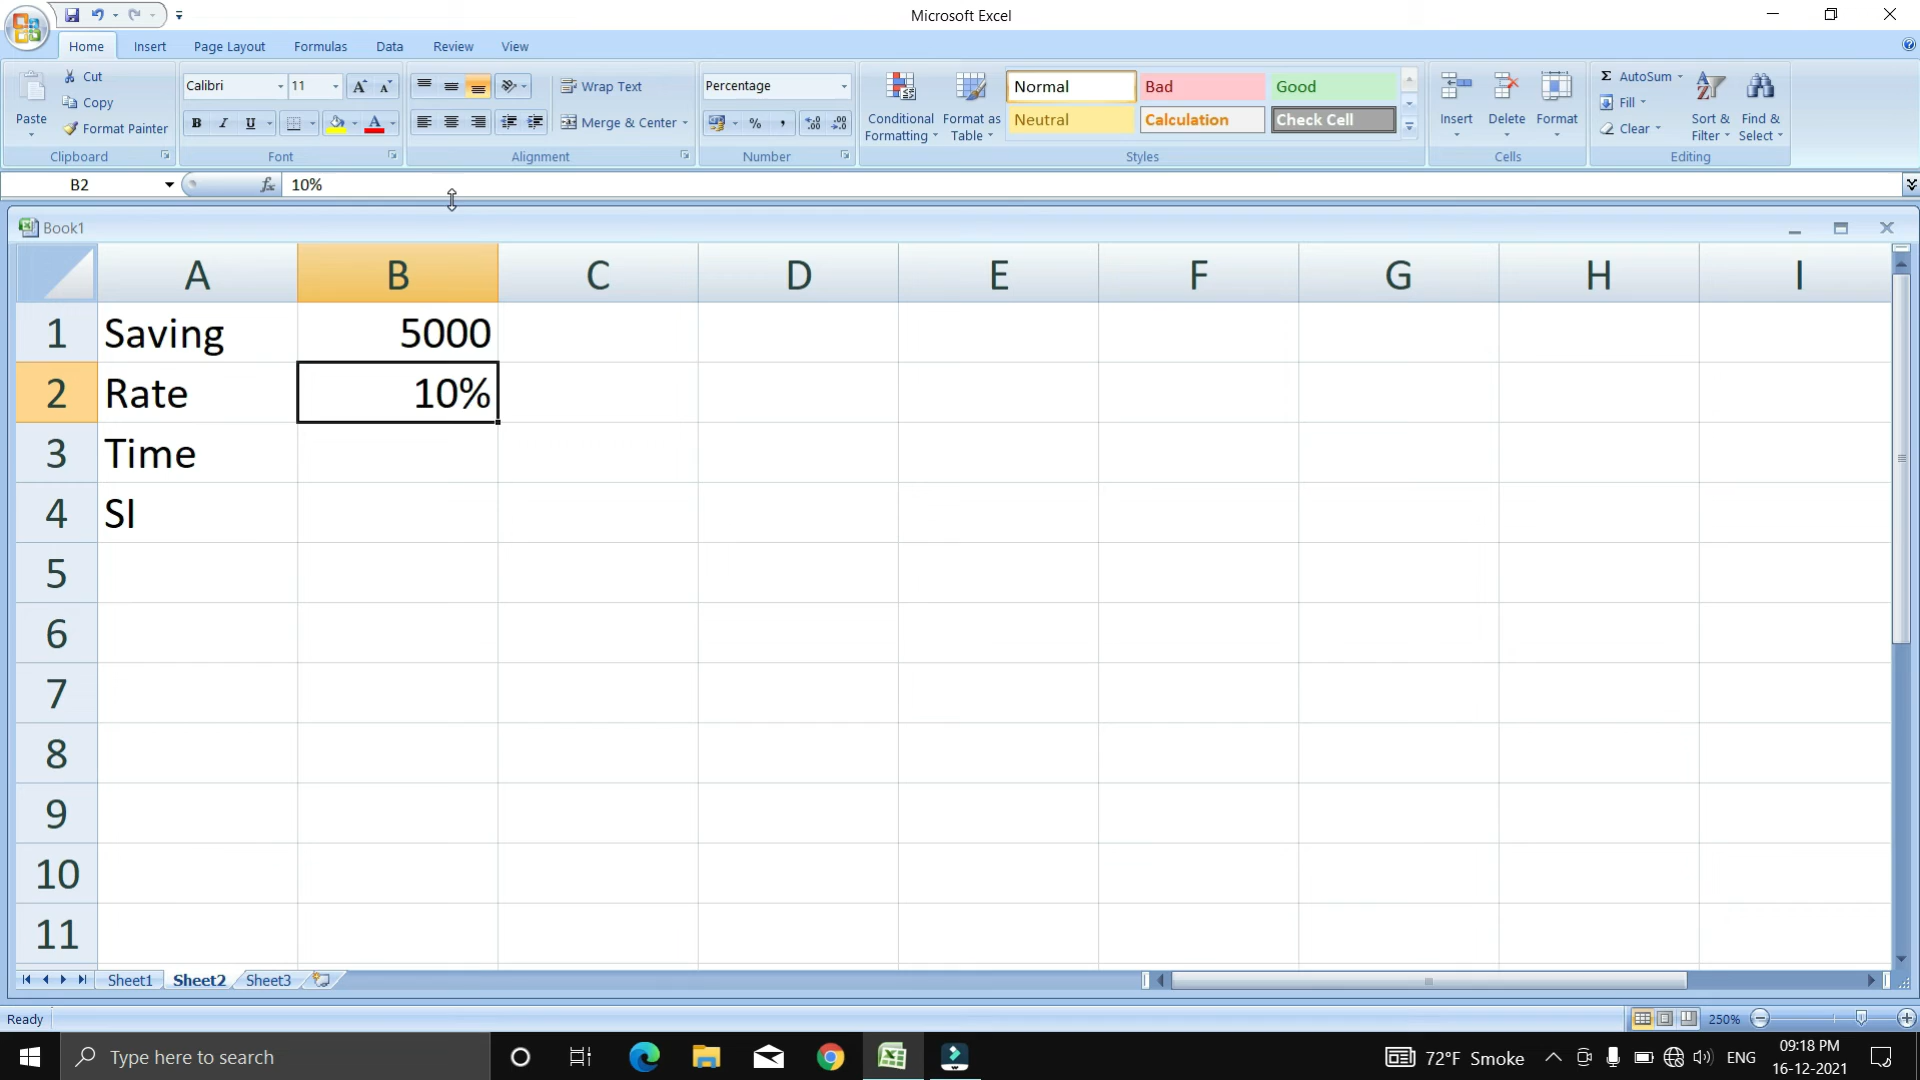 Microsoft Excel
Home Insert Page Layout Formulas Data Review View
Paste
Cut
Copy
Format Painter
Clipboard
Calibri 11
B I U
Font
Wrap Text
Merge & Center
Alignment
Percentage
%
Number
Conditional Formatting
Format as Table
Normal Bad Good
Neutral Calculation Check Cell
Styles
Insert Delete Format
Cells
AutoSum
Fill
Clear
Sort & Filter
Find & Select
Editing
B2 fx 10%
Book1
A B C D E F G H I
1 Saving 5000
2 Rate 10%
3 Time
4 SI
5
6
7
8
9
10
11
Sheet1 Sheet2 Sheet3
Ready 250%
Type here to search
72°F Smoke ENG 09:18 PM
16-12-2021